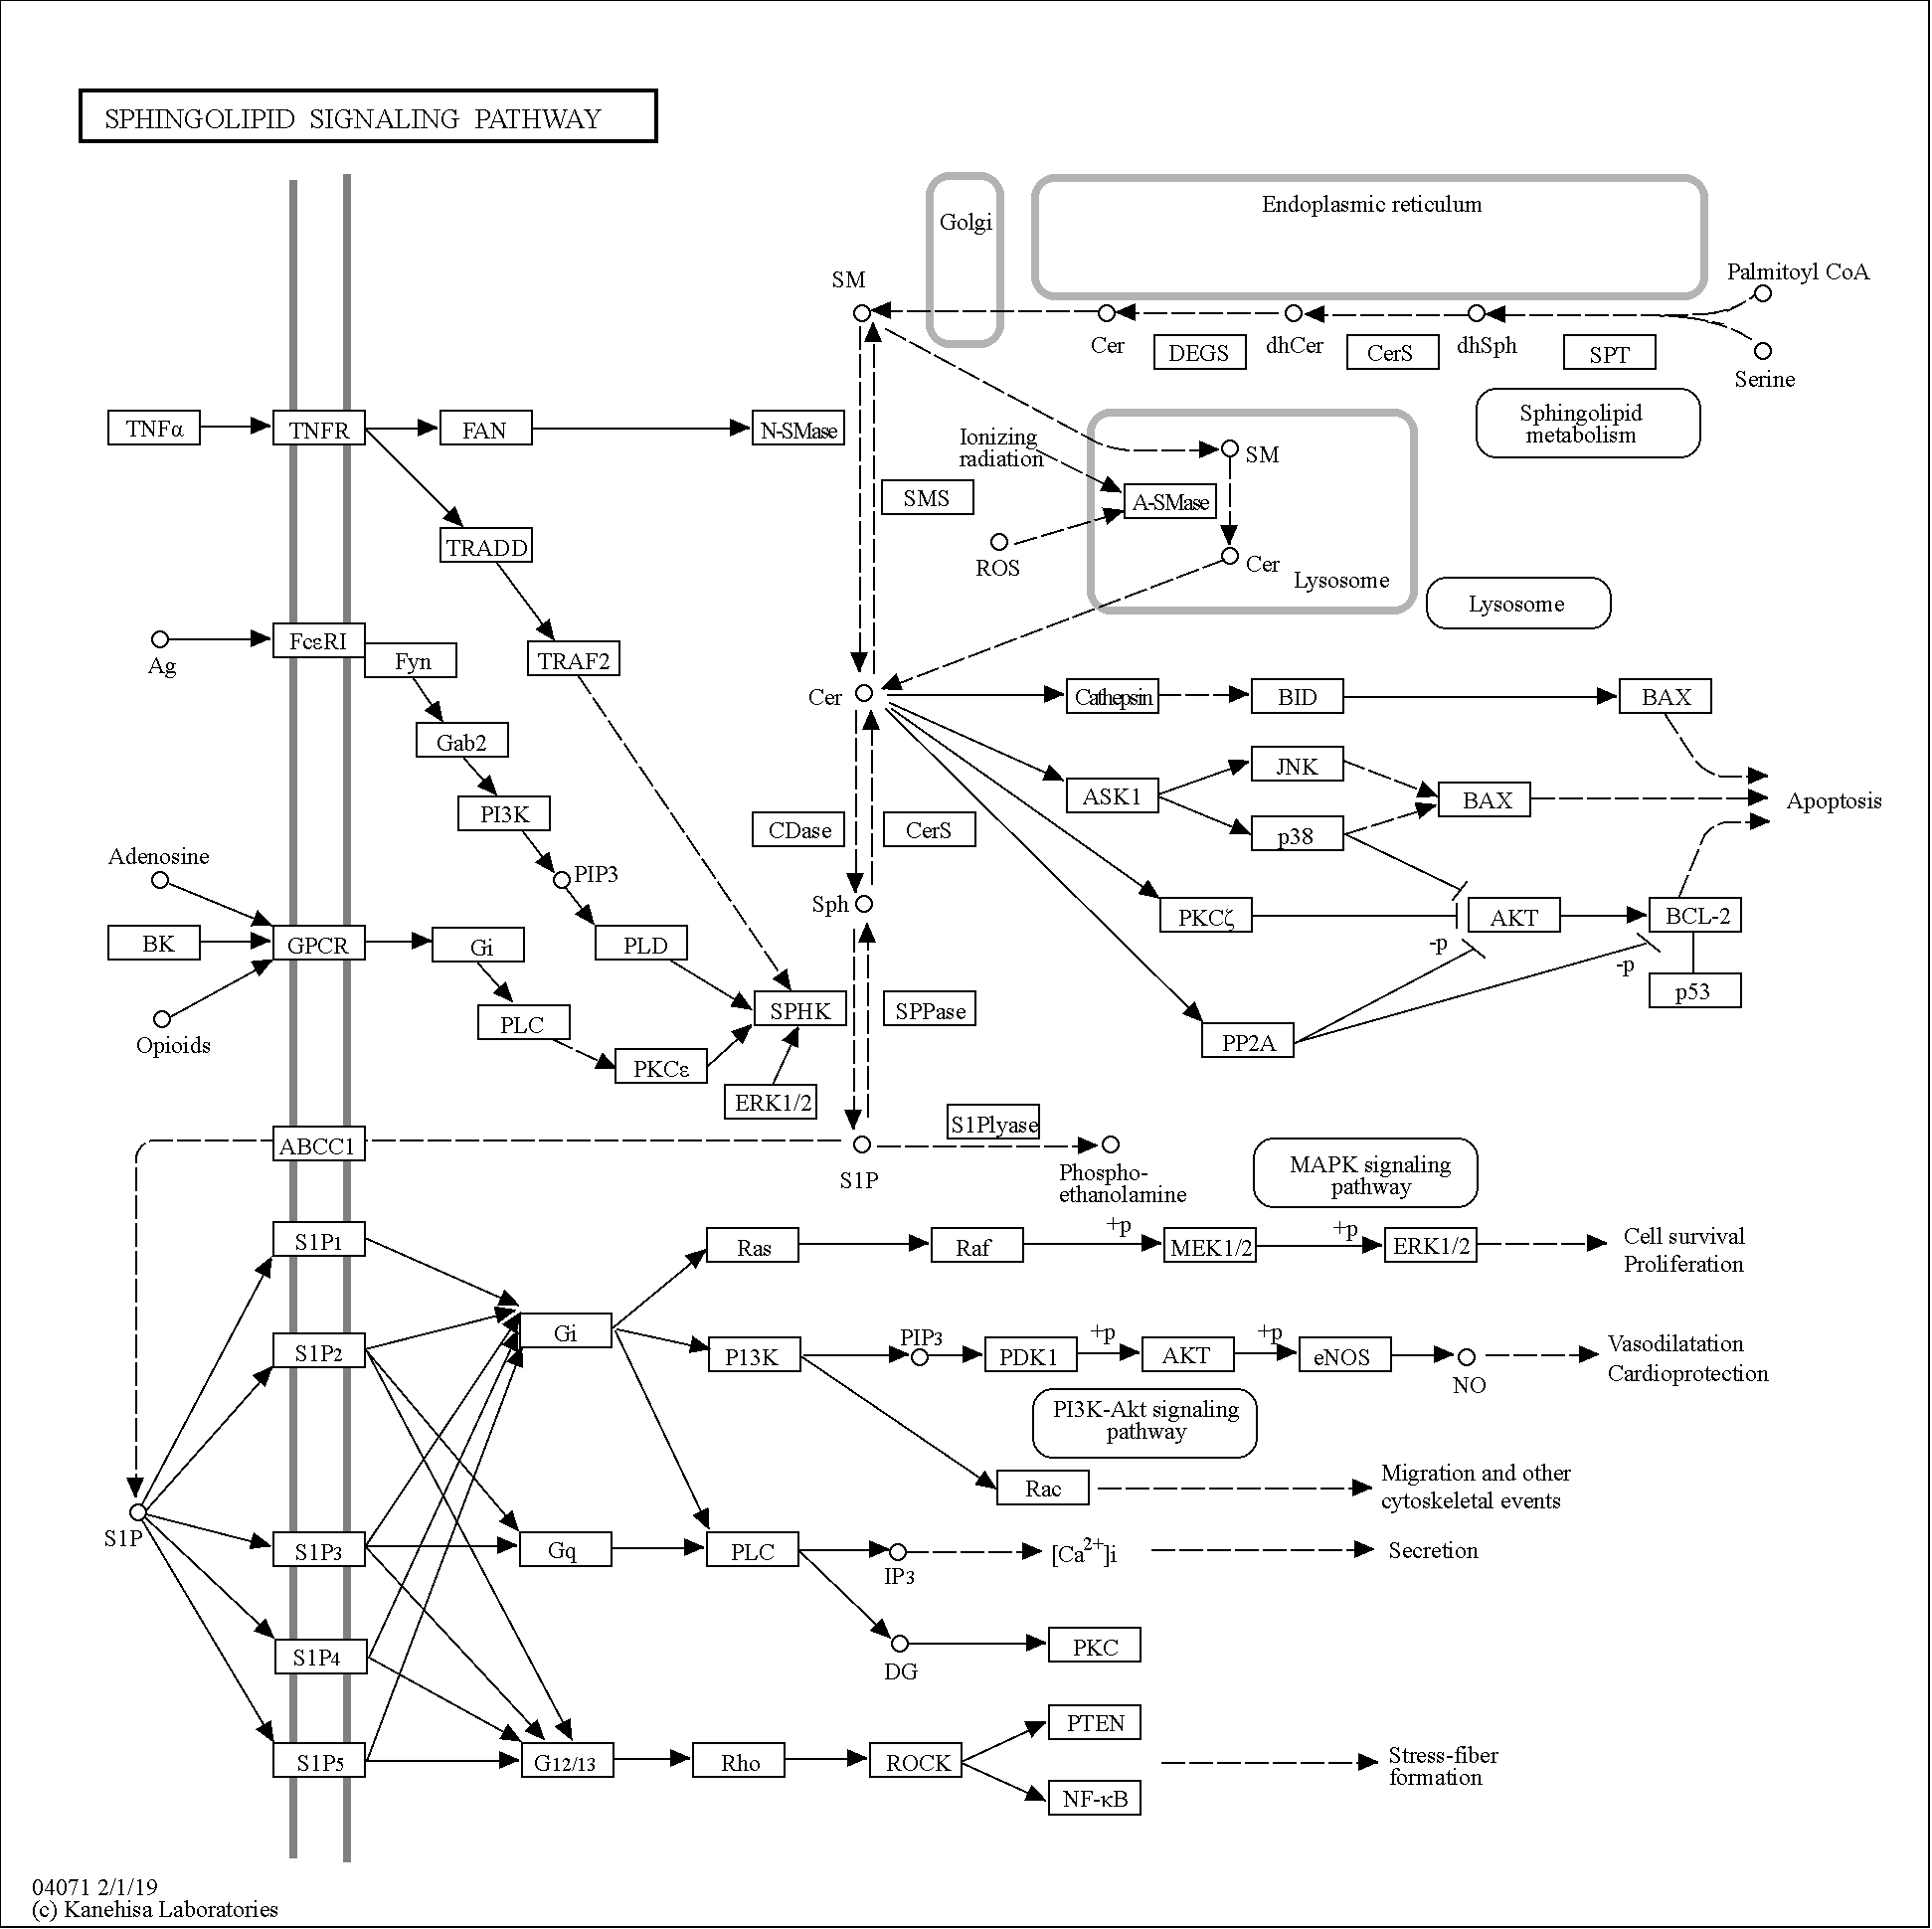 SPHINGOLIPID SIGNALING PATHWAY
Golgi
Endoplasmic reticulum
SM
Palmitoyl CoA
Cer
DEGS
dhCer
CerS
dhSph
SPT
Serine
Sphingolipid
metabolism
TNFα
TNFR
FAN
N-SMase
Ionizing
radiation
SM
SMS
A-SMase
TRADD
ROS
Cer
Lysosome
Lysosome
Ag
FcεRI
Fyn
TRAF2
Cer
Cathepsin
BID
BAX
Gab2
JNK
ASK1
BAX
Apoptosis
PI3K
CDase
CerS
p38
Adenosine
PIP3
Sph
PKCζ
AKT
BCL-2
BK
GPCR
Gi
PLD
-p
-p
p53
SPHK
SPPase
PLC
Opioids
PP2A
PKCε
ERK1/2
ABCC1
S1Plyase
S1P
Phospho-
ethanolamine
MAPK signaling
pathway
S1P1
Ras
Raf
+p
MEK1/2
+p
ERK1/2
Cell survival
Proliferation
Gi
S1P2
P13K
PIP3
PDK1
+p
AKT
+p
eNOS
NO
Vasodilatation
Cardioprotection
PI3K-Akt signaling
pathway
Rac
Migration and other
cytoskeletal events
S1P
S1P3
Gq
PLC
IP3
[Ca2+]i
Secretion
S1P4
DG
PKC
PTEN
S1P5
G12/13
Rho
ROCK
Stress-fiber
formation
NF-κB
04071 2/1/19
(c) Kanehisa Laboratories